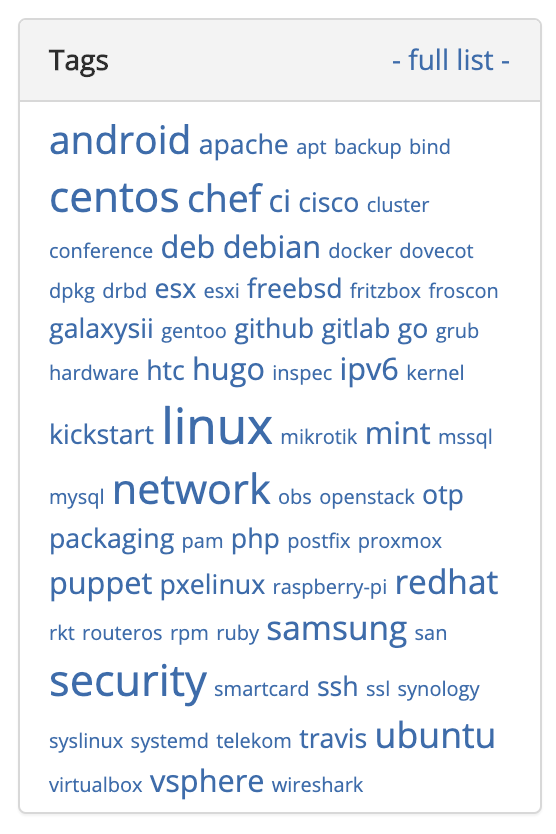 Tags - full list -
android apache apt backup bind
centos chef ci cisco cluster
conference deb debian docker dovecot
dpkg drbd esx esxi freebsd fritzbox froscon
galaxysii gentoo github gitlab go grub
hardware htc hugo inspec ipv6 kernel
kickstart linux mikrotik mint mssql
mysql network obs openstack otp
packaging pam php postfix proxmox
puppet pxelinux raspberry-pi redhat
rkt routeros rpm ruby samsung san
security smartcard ssh ssl synology
syslinux systemd telekom travis ubuntu
virtualbox vsphere wireshark